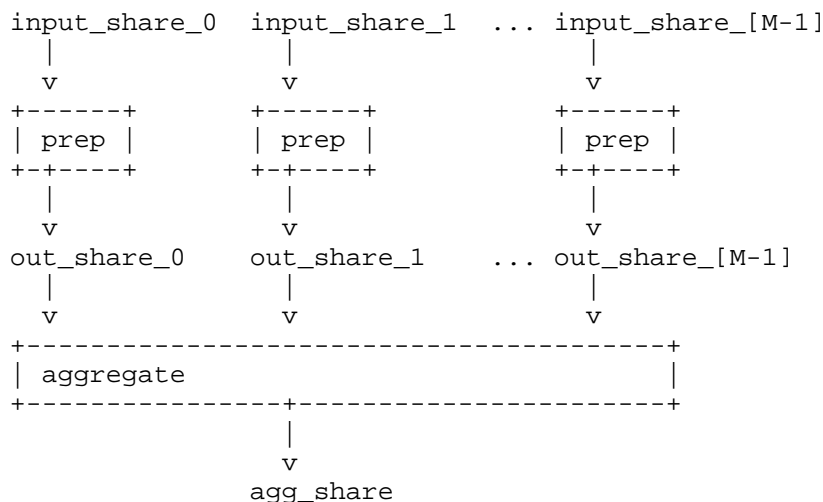 input_share_0 input_share_1 ... input_share_[M-1]
| | |
v v v
+------+ +------+ +------+
| prep | | prep | | prep |
+-+----+ +-+----+ +-+----+
| | |
v v v
out_share_0 out_share_1 ... out_share_[M-1]
| | |
v v v
+----------------------------------------+
| aggregate |
+-----------------+----------------------+
|
v
agg_share